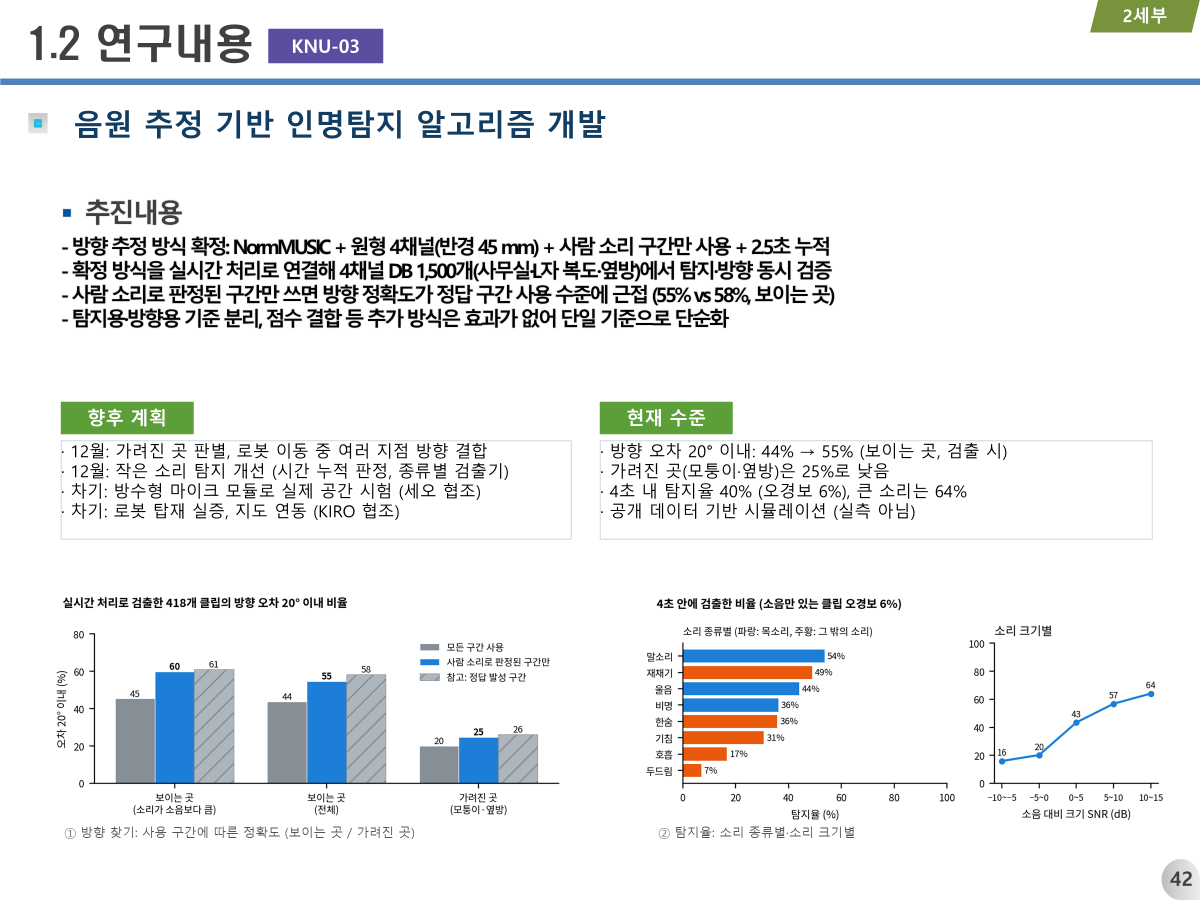 2세부
1.2 연구내용 KNU-03
음원 추정 기반 인명탐지 알고리즘 개발
추진내용
- 방향 추정 방식 확정: NormMUSIC + 원형 4채널(반경 45 mm) + 사람 소리 구간만 사용 + 2.5초 누적
- 확정 방식을 실시간 처리로 연결해 4채널 DB 1,500개(사무실·L자 복도·옆방)에서 탐지·방향 동시 검증
- 사람 소리로 판정된 구간만 쓰면 방향 정확도가 정답 구간 사용 수준에 근접 (55% vs 58%, 보이는 곳)
- 탐지용·방향용 기준 분리, 점수 결합 등 추가 방식은 효과가 없어 단일 기준으로 단순화
향후 계획
· 12월: 가려진 곳 판별, 로봇 이동 중 여러 지점 방향 결합
· 12월: 작은 소리 탐지 개선 (시간 누적 판정, 종류별 검출기)
· 차기: 방수형 마이크 모듈로 실제 공간 시험 (세오 협조)
· 차기: 로봇 탑재 실증, 지도 연동 (KIRO 협조)
현재 수준
· 방향 오차 20° 이내: 44% → 55% (보이는 곳, 검출 시)
· 가려진 곳(모퉁이·옆방)은 25%로 낮음
· 4초 내 탐지율 40% (오경보 6%), 큰 소리는 64%
· 공개 데이터 기반 시뮬레이션 (실측 아님)
실시간 처리로 검출한 418개 클립의 방향 오차 20° 이내 비율
오차 20° 이내 (%)
80
60
40
20
0
모든 구간 사용
사람 소리로 판정된 구간만
참고: 정답 발성 구간
45 60 61
44 55 58
20 25 26
보이는 곳
(소리가 소음보다 큼)
보이는 곳
(전체)
가려진 곳
(모퉁이·옆방)
① 방향 찾기: 사용 구간에 따른 정확도 (보이는 곳 / 가려진 곳)
4초 안에 검출한 비율 (소음만 있는 클립 오경보 6%)
소리 종류별 (파랑: 목소리, 주황: 그 밖의 소리)
말소리 54%
재채기 49%
울음 44%
비명 36%
한숨 36%
기침 31%
호흡 17%
두드림 7%
0 20 40 60 80 100
탐지율 (%)
소리 크기별
100
80
60
40
20
0
16 20 43 57 64
−10~−5 −5~0 0~5 5~10 10~15
소음 대비 크기 SNR (dB)
② 탐지율: 소리 종류별·소리 크기별
42